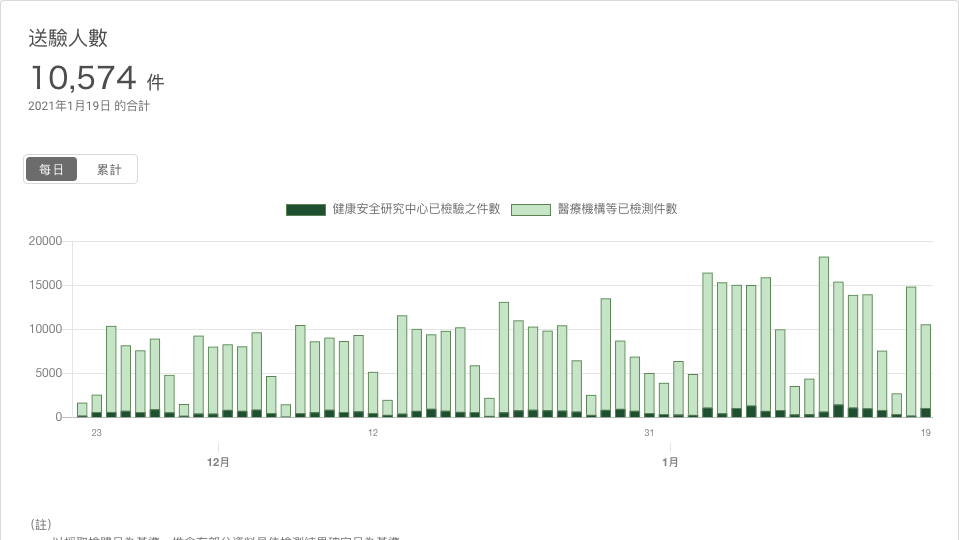 送驗人數
10,574 件
2021年1月19日 的合計
每日 累計
健康安全研究中心已檢驗之件數 醫療機構等已檢測件數
20000
15000
10000
5000
0
23 12 31 19
12月 1月
（註）